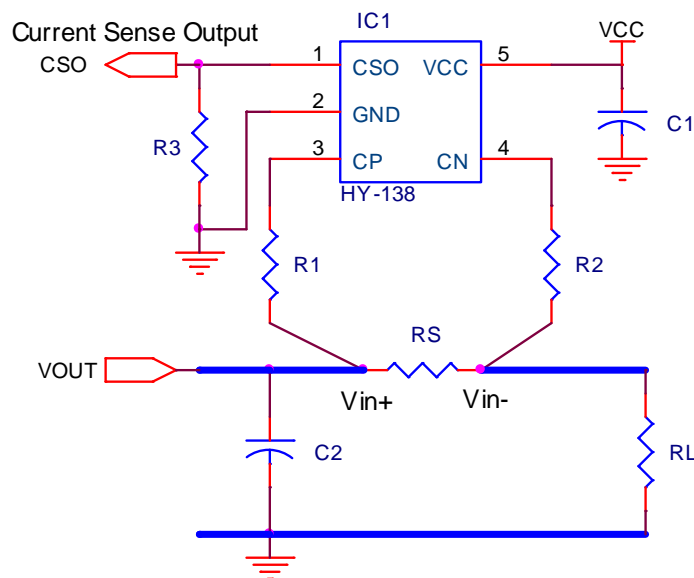 IC1
Current Sense Output
VCC
CSO
1
CSO
VCC
5
2
GND
C1
R3
3
CP
CN
4
HY-138
R1
R2
RS
VOUT
Vin+
Vin-
C2
RL